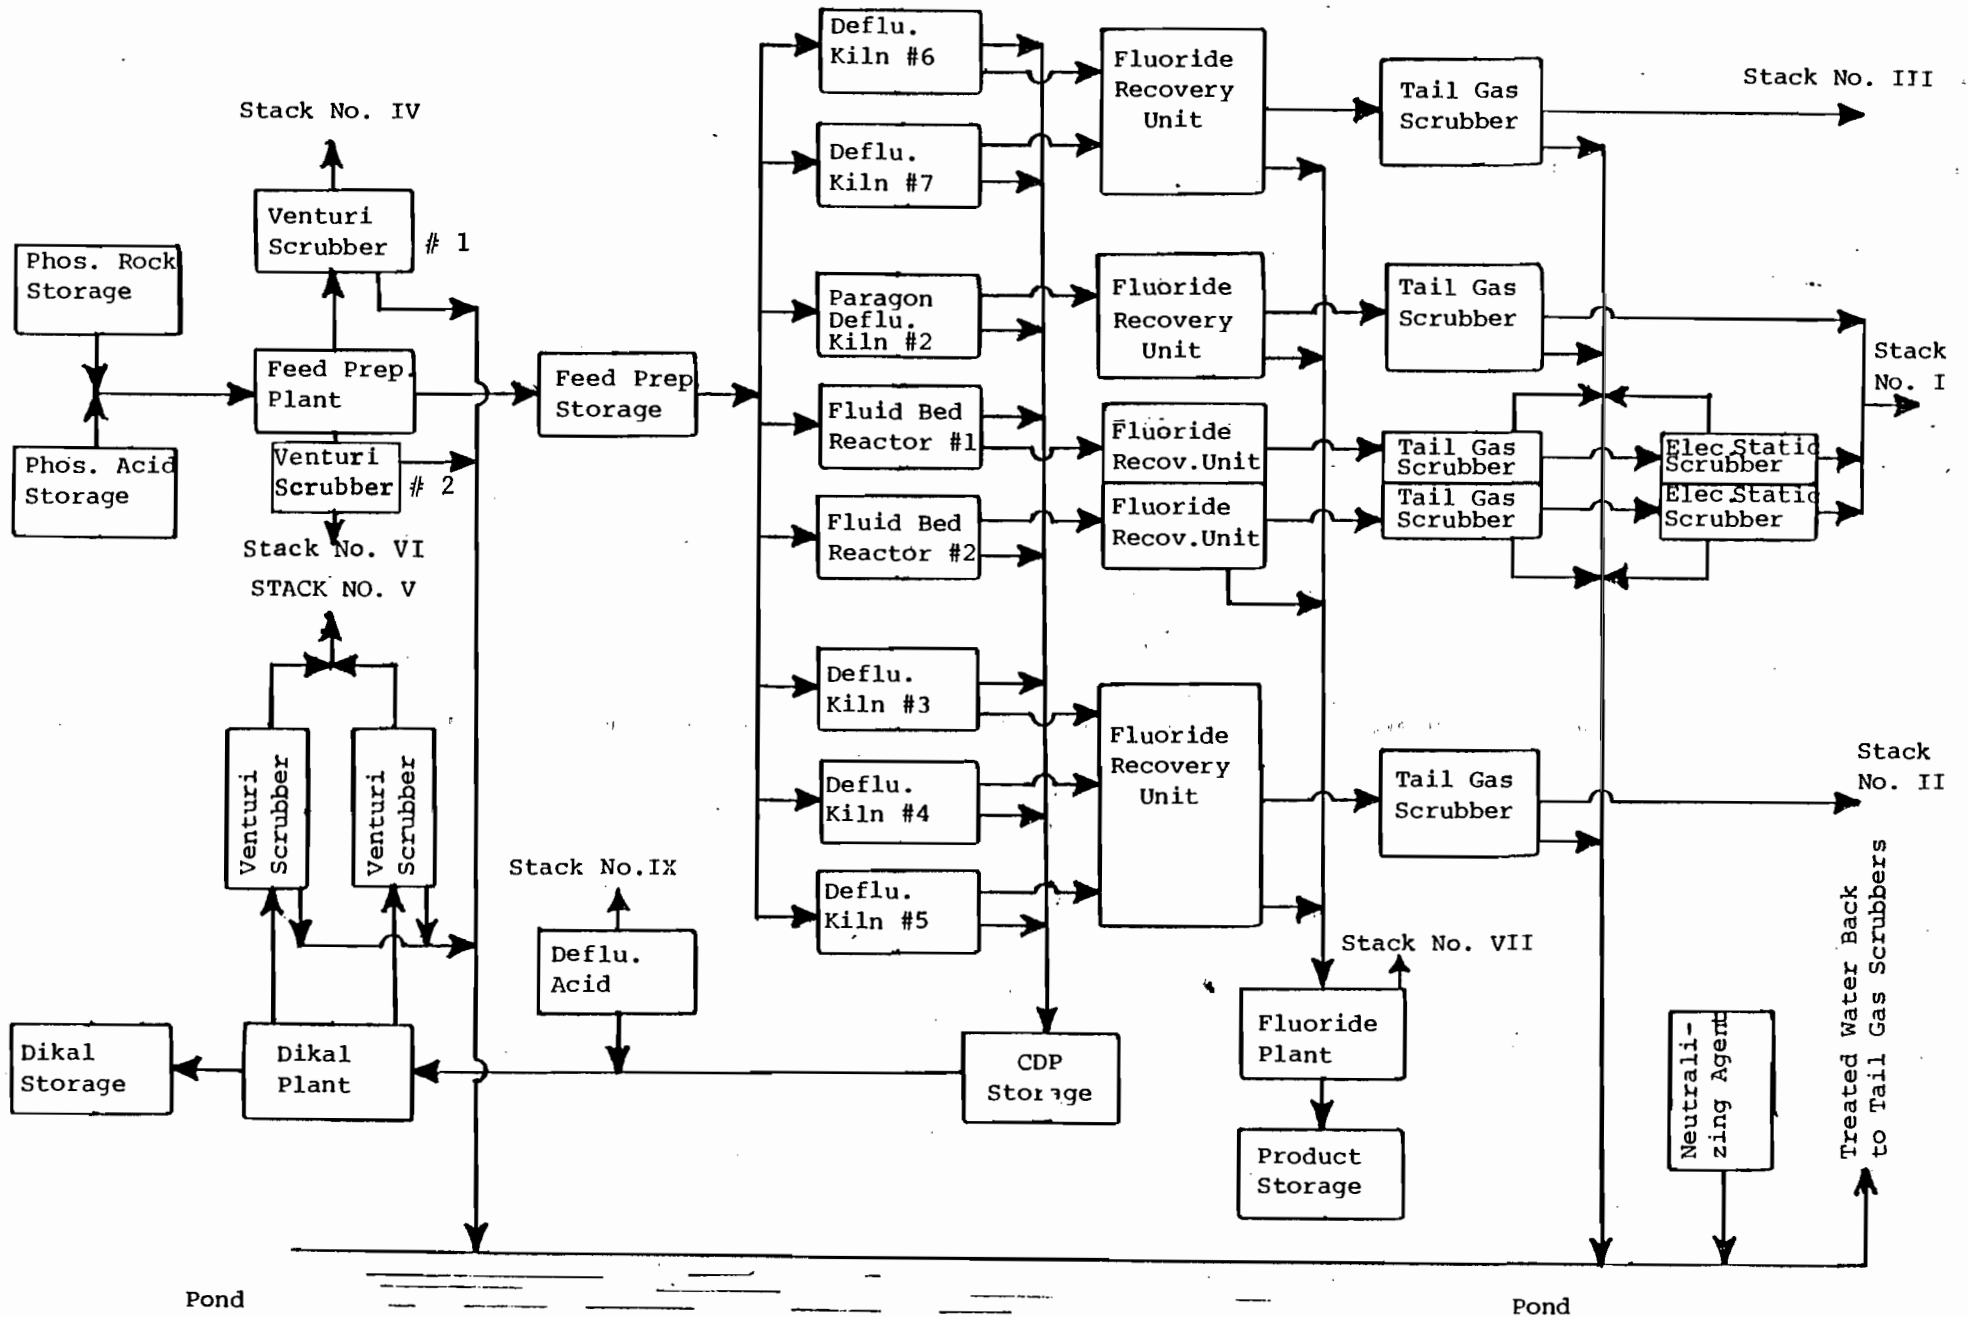 Stack No. IV
Venturi
Scrubber
# 1
Phos. Rock
Storage
Feed Prep.
Plant
Phos. Acid
Storage
Venturi
Scrubber
# 2
Stack No. VI
STACK NO. V
Venturi
Scrubber
Venturi
Scrubber
Dikal
Storage
Dikal
Plant
Feed Prep
Storage
Stack No.IX
Deflu.
Acid
Deflu.
Kiln #6
Deflu.
Kiln #7
Paragon
Deflu.
Kiln #2
Fluid Bed
Reactor #1
Fluid Bed
Reactor #2
Deflu.
Kiln #3
Deflu.
Kiln #4
Deflu.
Kiln #5
CDP
Storage
Fluoride
Recovery
Unit
Fluoride
Recovery
Unit
Fluoride
Recov.Unit
Fluoride
Recov.Unit
Fluoride
Recovery
Unit
Stack No. VII
Fluoride
Plant
Product
Storage
Tail Gas
Scrubber
Tail Gas
Scrubber
Tail Gas
Scrubber
Tail Gas
Scrubber
Tail Gas
Scrubber
Elec.Static
Scrubber
Elec.Static
Scrubber
Stack No. III
Stack
No. I
Stack
No. II
Neutrali-
zing Agent
Treated Water Back
to Tail Gas Scrubbers
Pond
Pond